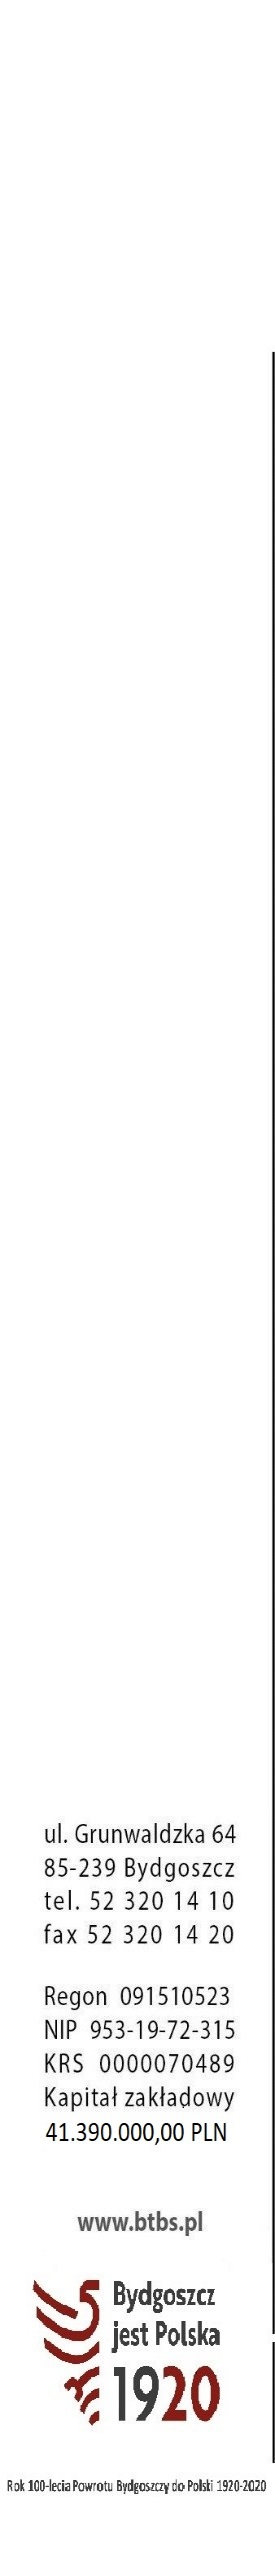 ul. Grunwaldzka 64
85-239 Bydgoszcz
tel. 52 320 14 10
fax 52 320 14 20
Regon 091510523
NIP 953-19-72-315
KRS 0000070489
Kapitał zakładowy
41.390.000,00 PLN
www.btbs.pl
Bydgoszcz
jest Polska
1920
Rok 100-lecia Powrotu Bydgoszczy do Polski 1920-2020